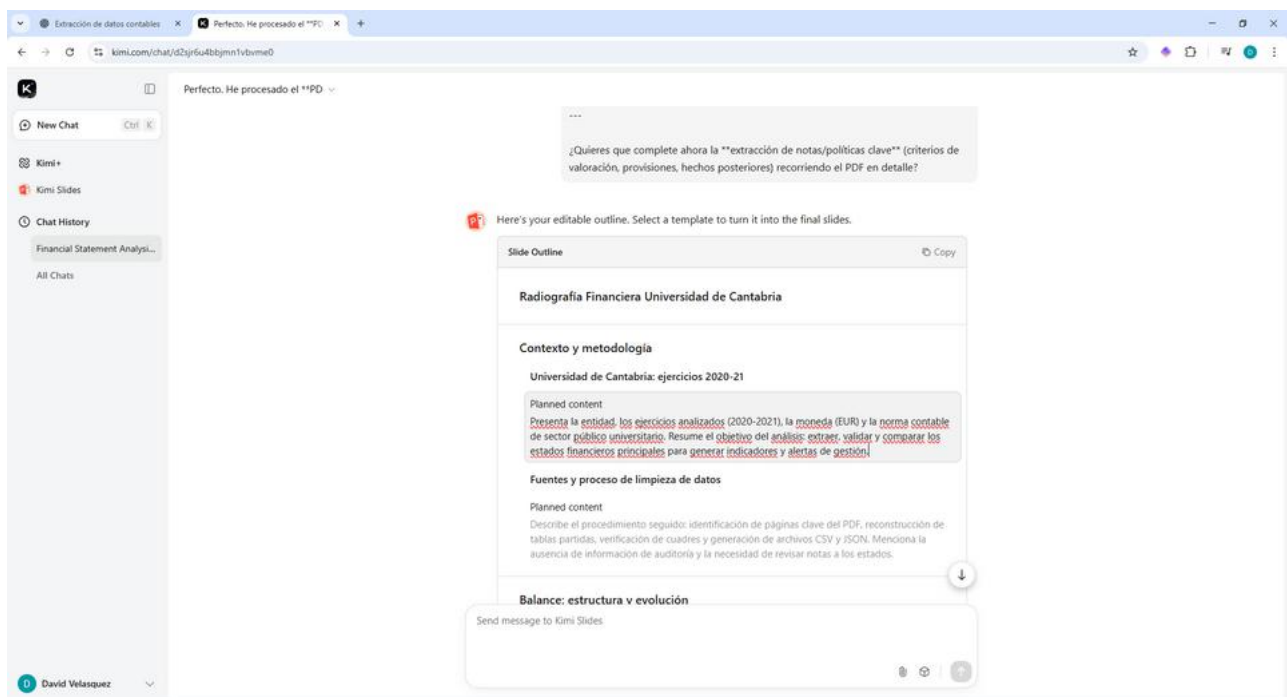 Extracción de datos contables
Perfecto. He procesado el **PD
kimi.com/chat/d2sjr6u4bbjmn1vbvme0
D
K
Perfecto. He procesado el **PD
New Chat
Ctrl K
Kimi+
Kimi Slides
Chat History
Financial Statement Analysi...
All Chats
---
¿Quieres que complete ahora la **extracción de notas/políticas clave** (criterios de
valoración, provisiones, hechos posteriores) recorriendo el PDF en detalle?
Here's your editable outline. Select a template to turn it into the final slides.
Slide Outline
Copy
Radiografía Financiera Universidad de Cantabria
Contexto y metodología
Universidad de Cantabria: ejercicios 2020-21
Planned content
Presenta la entidad, los ejercicios analizados (2020-2021), la moneda (EUR) y la norma contable
de sector público universitario. Resume el objetivo del análisis: extraer, validar y comparar los
estados financieros principales para generar indicadores y alertas de gestión.
Fuentes y proceso de limpieza de datos
Planned content
Describe el procedimiento seguido: identificación de páginas clave del PDF, reconstrucción de
tablas partidas, verificación de cuadres y generación de archivos CSV y JSON. Menciona la
ausencia de información de auditoría y la necesidad de revisar notas a los estados.
Balance: estructura y evolución
Send message to Kimi Slides
D
David Velasquez